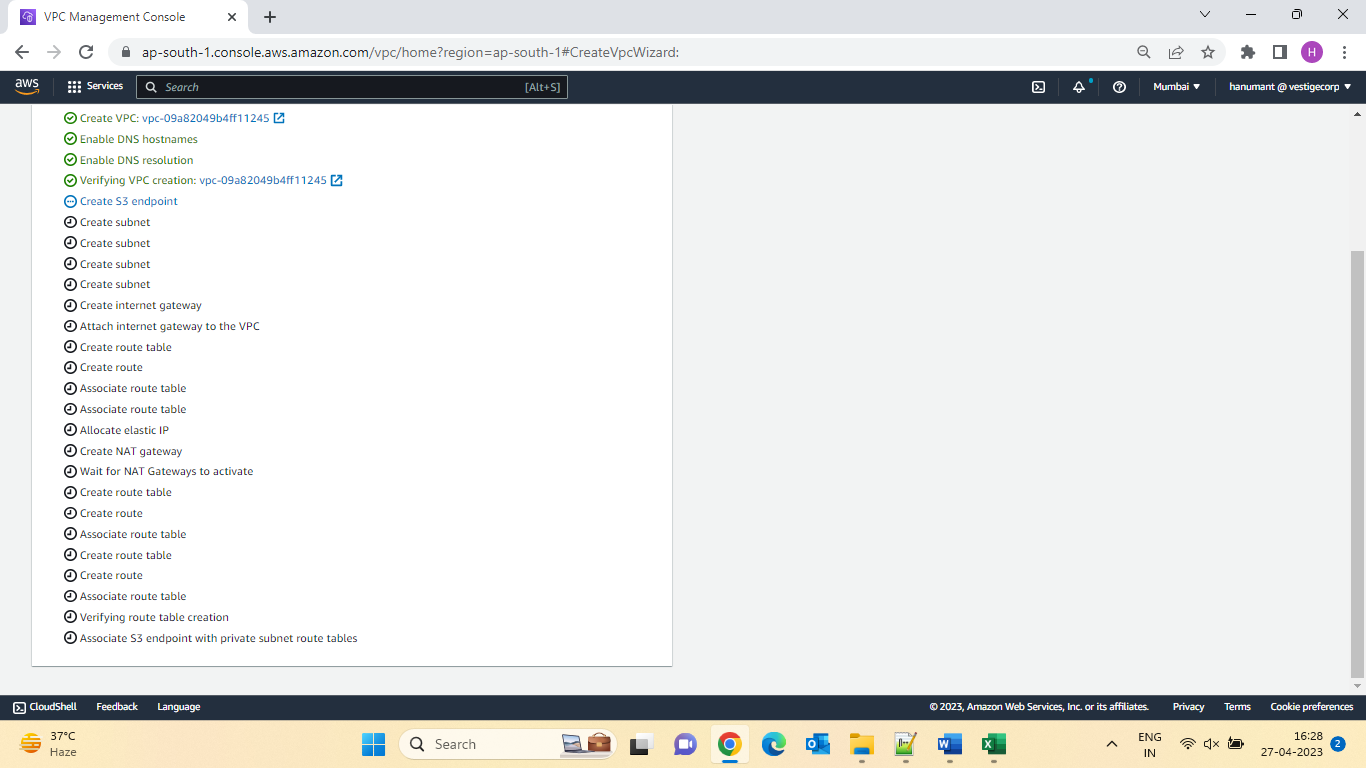 VPC Management Console
ap-south-1.console.aws.amazon.com/vpc/home?region=ap-south-1#CreateVpcWizard:
H
aws
Services
Search
[Alt+S]
Mumbai
hanumant @ vestigecorp
Create VPC: vpc-09a82049b4ff11245
Enable DNS hostnames
Enable DNS resolution
Verifying VPC creation: vpc-09a82049b4ff11245
Create S3 endpoint
Create subnet
Create subnet
Create subnet
Create subnet
Create internet gateway
Attach internet gateway to the VPC
Create route table
Create route
Associate route table
Associate route table
Allocate elastic IP
Create NAT gateway
Wait for NAT Gateways to activate
Create route table
Create route
Associate route table
Create route table
Create route
Associate route table
Verifying route table creation
Associate S3 endpoint with private subnet route tables
CloudShell
Feedback
Language
© 2023, Amazon Web Services, Inc. or its affiliates.
Privacy
Terms
Cookie preferences
37°C
Haze
Search
ENG
IN
16:28
27-04-2023
2